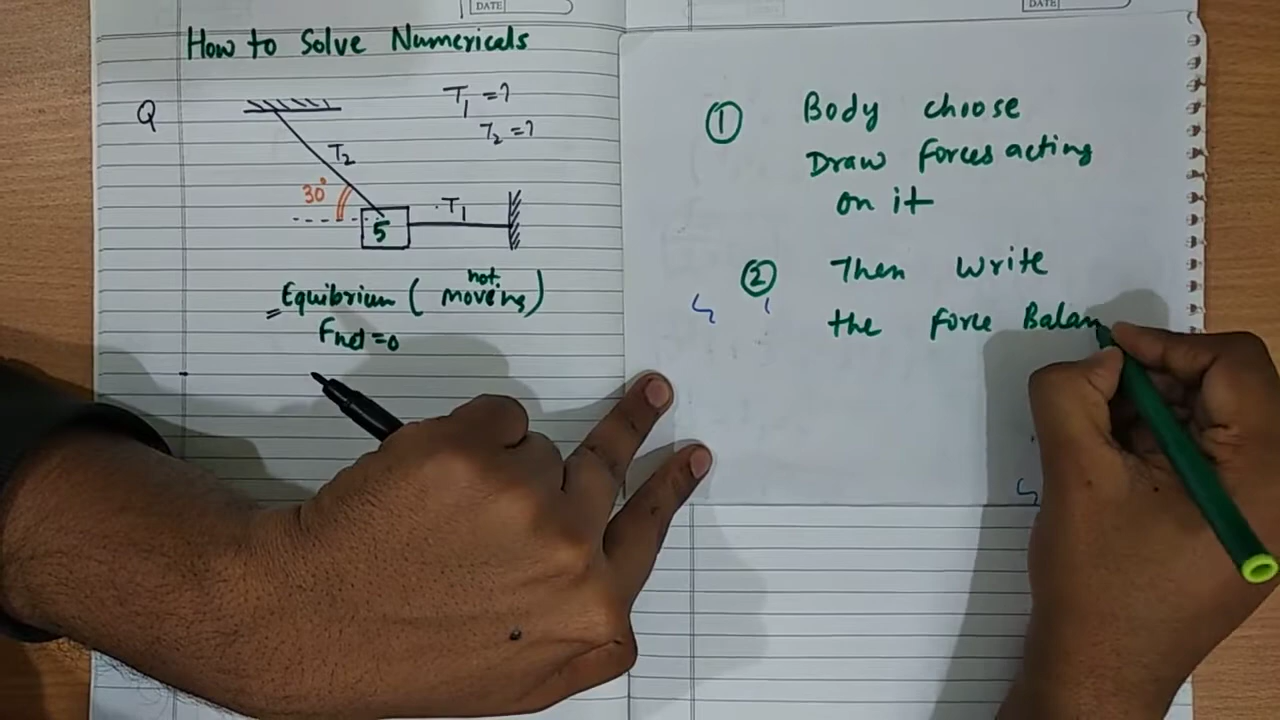 DATE
DATE
How to Solve Numericals
Q
T1 =?
T2 =?
T2
30°
T1
5
Equibrium ( not moveing )
Fnet =0
① Body choose
Draw forces acting
on it
② Then Write
the force Balan